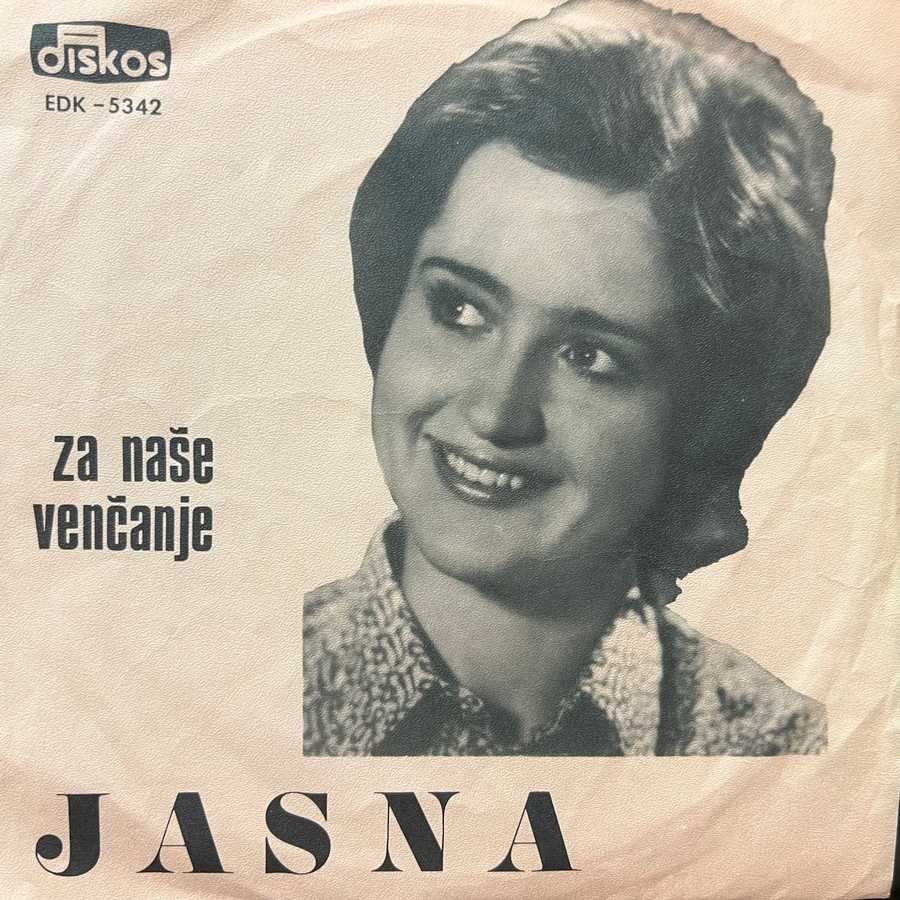 diskos
EDK - 5342
za naše
venčanje
JASNA